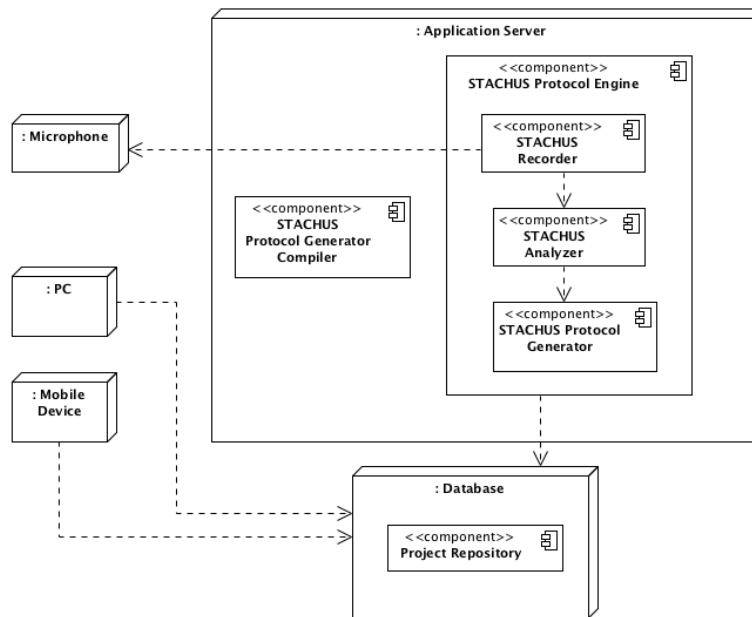 : Application Server
<<component>>
STACHUS Protocol Engine
: Microphone
<<component>>
STACHUS
Recorder
<<component>>
STACHUS
Protocol Generator
Compiler
<<component>>
STACHUS
Analyzer
: PC
<<component>>
STACHUS Protocol
Generator
: Mobile
Device
: Database
<<component>>
Project Repository